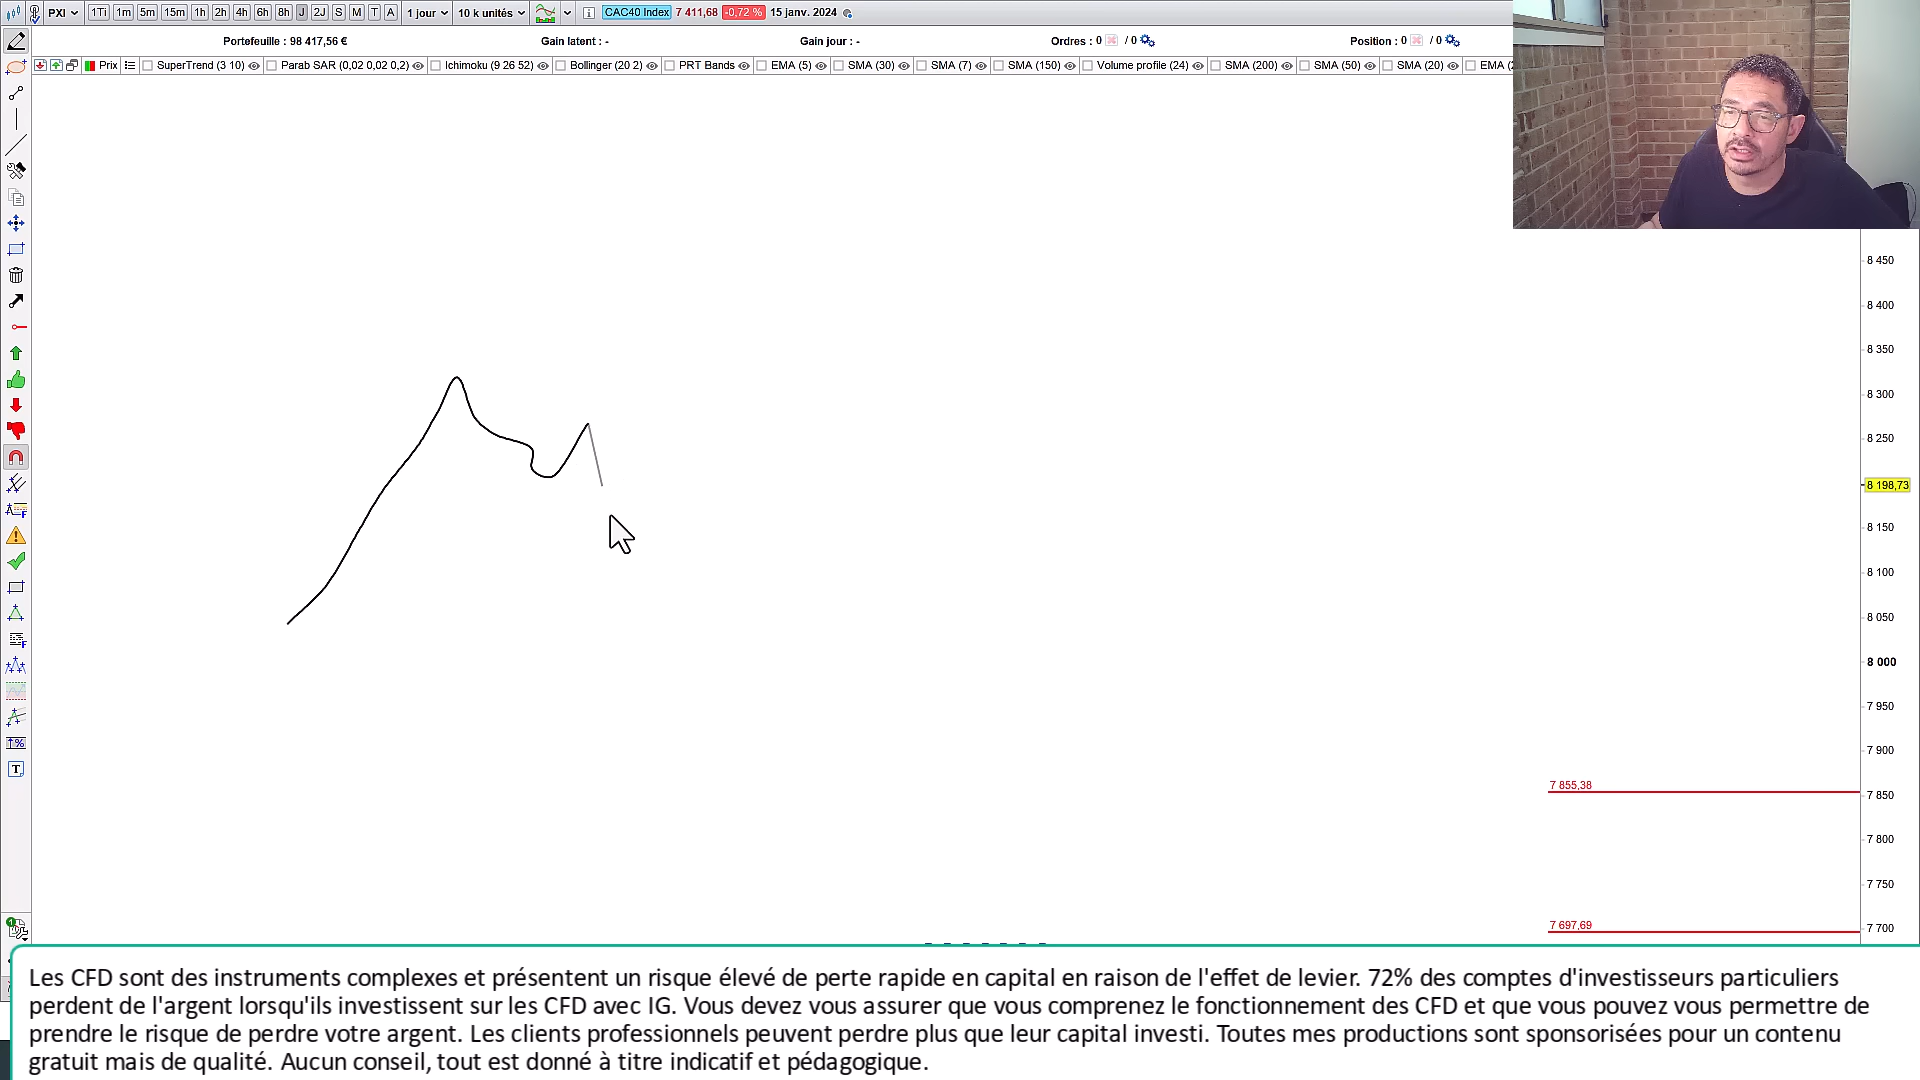 PXI 1Ti 1m 5m 15m 1h 2h 4h 6h 8h J 2J S M T A 1 jour 10 k unités CAC40 Index 7 411,68 -0,72 % 15 janv. 2024
Portefeuille : 98 417,56 € Gain latent : - Gain jour : - Ordres : 0 / 0 Position : 0 / 0
Prix SuperTrend (3 10) Parab SAR (0,02 0,02 0,2) Ichimoku (9 26 52) Bollinger (20 2) PRT Bands EMA (5) SMA (30) SMA (7) SMA (150) Volume profile (24) SMA (200) SMA (50) SMA (20) EMA (
8 450
8 400
8 350
8 300
8 250
8 198,73
8 150
8 100
8 050
8 000
7 950
7 900
7 855,38
7 850
7 800
7 750
7 697,69
7 700
Les CFD sont des instruments complexes et présentent un risque élevé de perte rapide en capital en raison de l'effet de levier. 72% des comptes d'investisseurs particuliers
perdent de l'argent lorsqu'ils investissent sur les CFD avec IG. Vous devez vous assurer que vous comprenez le fonctionnement des CFD et que vous pouvez vous permettre de
prendre le risque de perdre votre argent. Les clients professionnels peuvent perdre plus que leur capital investi. Toutes mes productions sont sponsorisées pour un contenu
gratuit mais de qualité. Aucun conseil, tout est donné à titre indicatif et pédagogique.